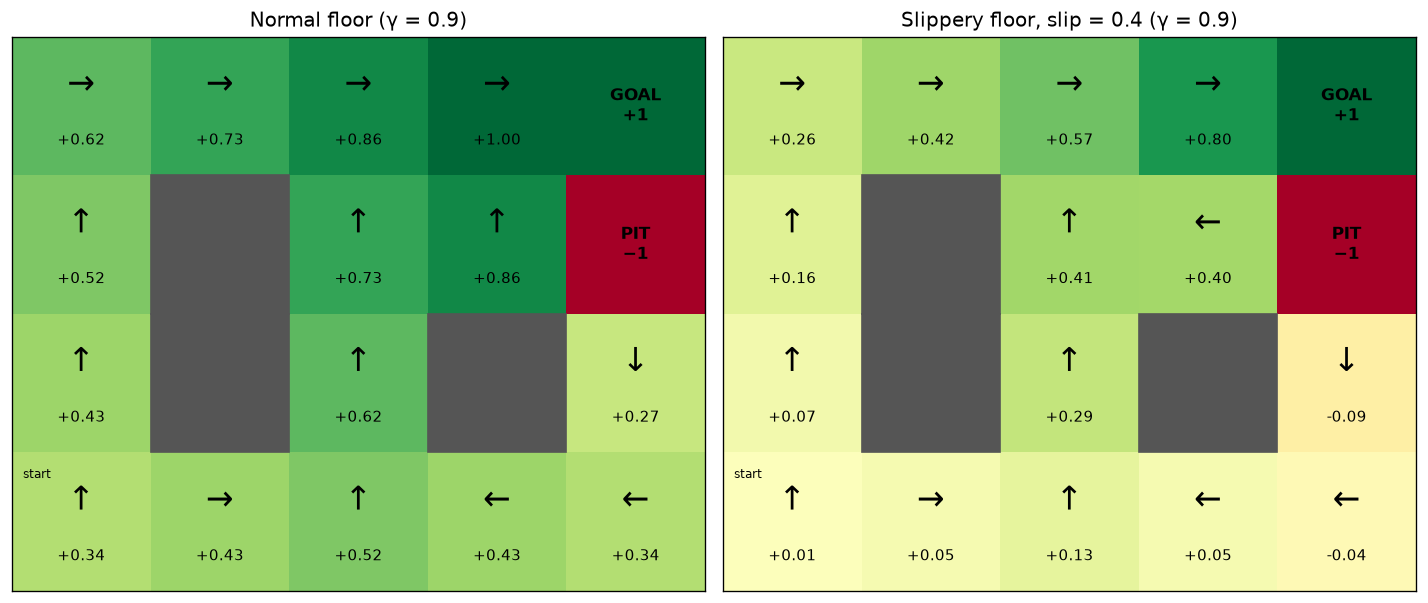 Normal floor (γ = 0.9)
→ → → →
GOAL
+1
+0.62 +0.73 +0.86 +1.00
↑ ↑ ↑
PIT
−1
+0.52 +0.73 +0.86
↑ ↑ ↓
+0.43 +0.62 +0.27
start
↑ → ↑ ← ←
+0.34 +0.43 +0.52 +0.43 +0.34
Slippery floor, slip = 0.4 (γ = 0.9)
→ → → →
GOAL
+1
+0.26 +0.42 +0.57 +0.80
↑ ↑ ←
PIT
−1
+0.16 +0.41 +0.40
↑ ↑ ↓
+0.07 +0.29 -0.09
start
↑ → ↑ ← ←
+0.01 +0.05 +0.13 +0.05 -0.04